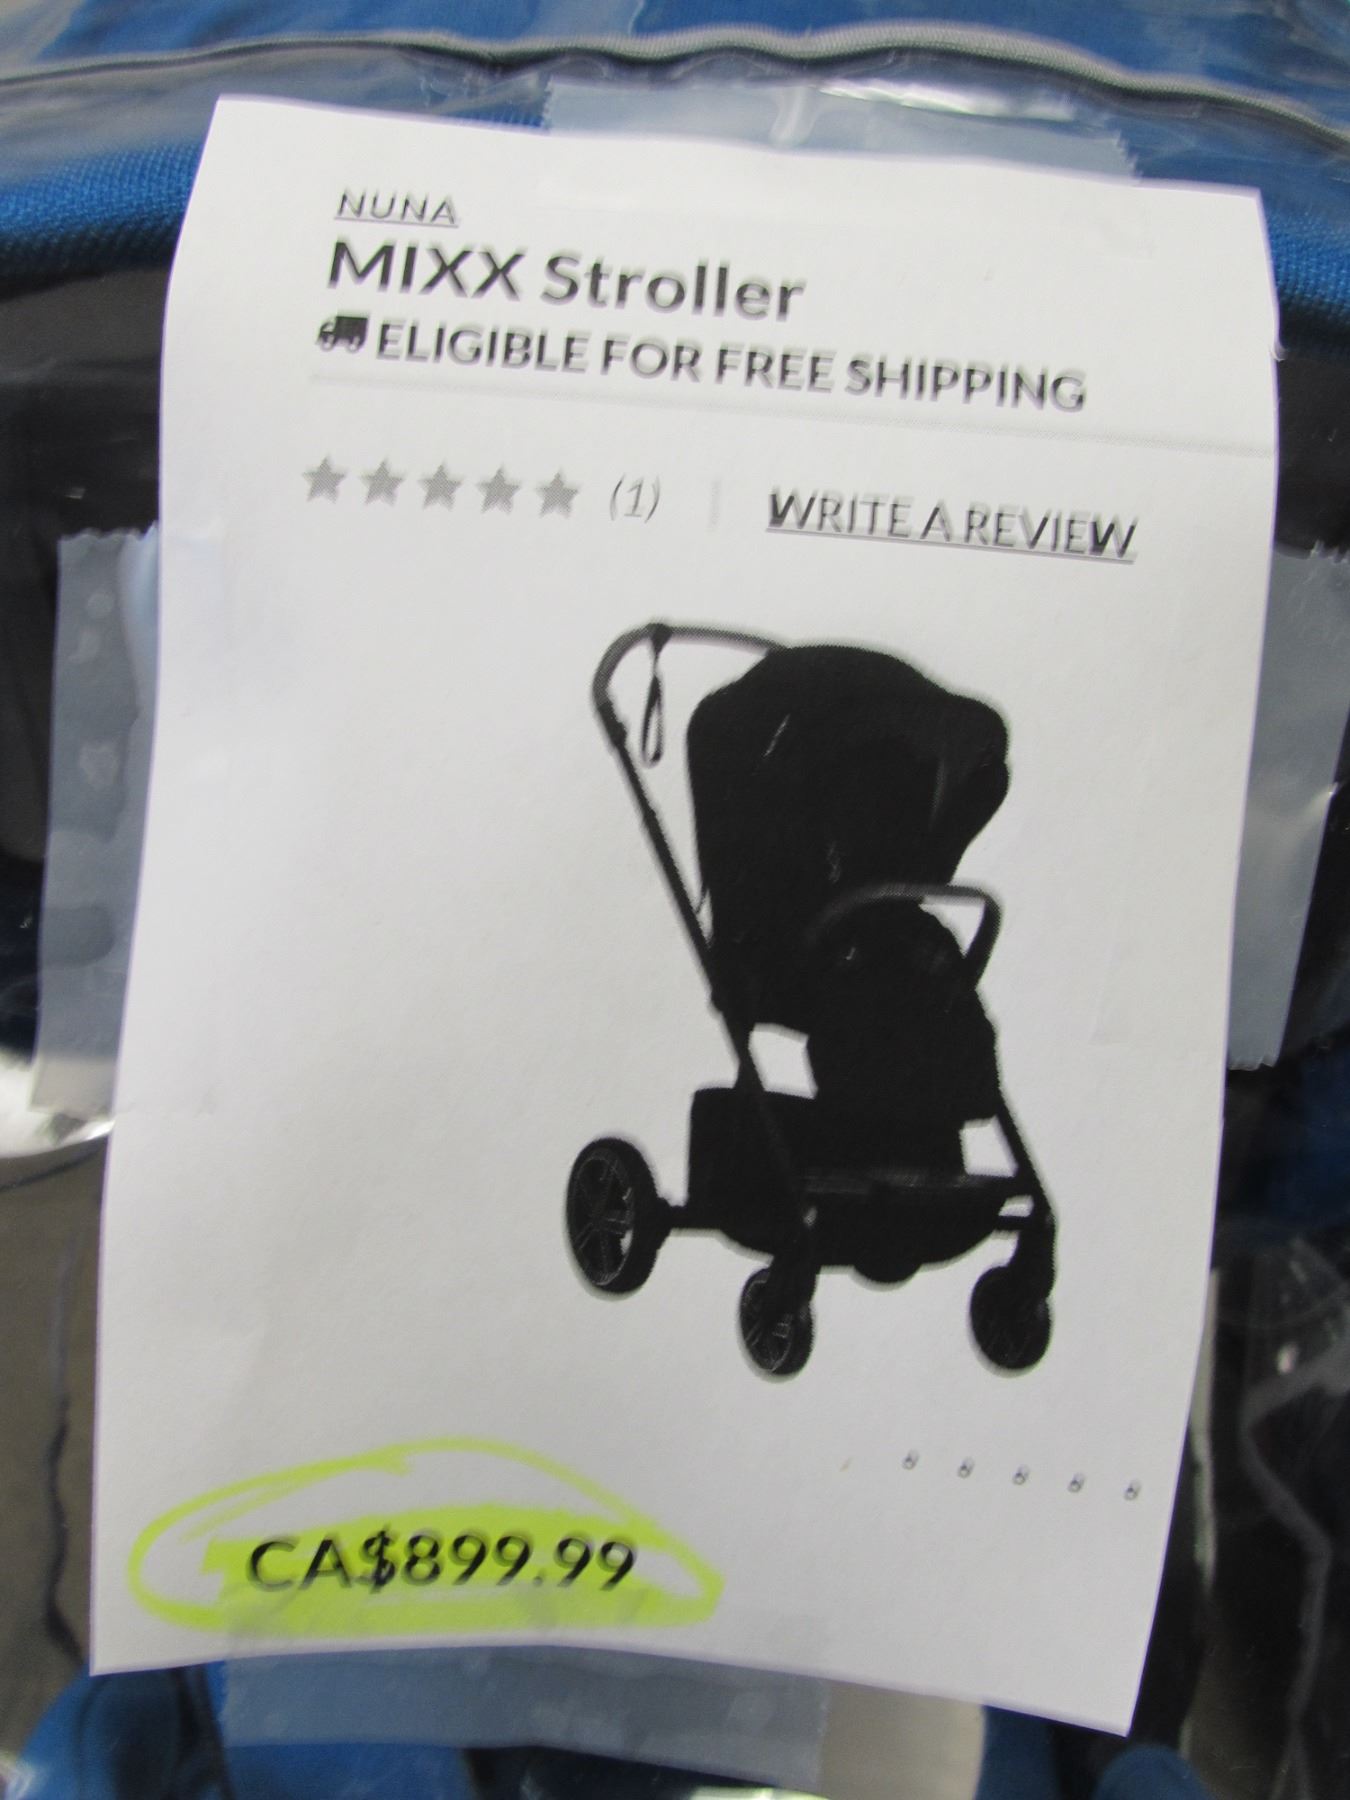 NUNA
MIXX Stroller
ELIGIBLE FOR FREE SHIPPING
(1) | WRITE A REVIEW
CA$899.99